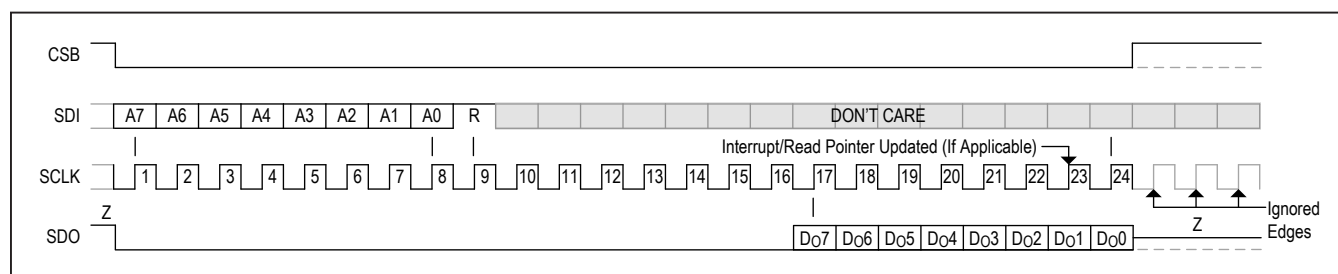 CSB
SDI A7 A6 A5 A4 A3 A2 A1 A0 R DON'T CARE
Interrupt/Read Pointer Updated (If Applicable)
SCLK 1 2 3 4 5 6 7 8 9 10 11 12 13 14 15 16 17 18 19 20 21 22 23 24
Z Z Ignored
SDO DO7 DO6 DO5 DO4 DO3 DO2 DO1 DO0 Edges